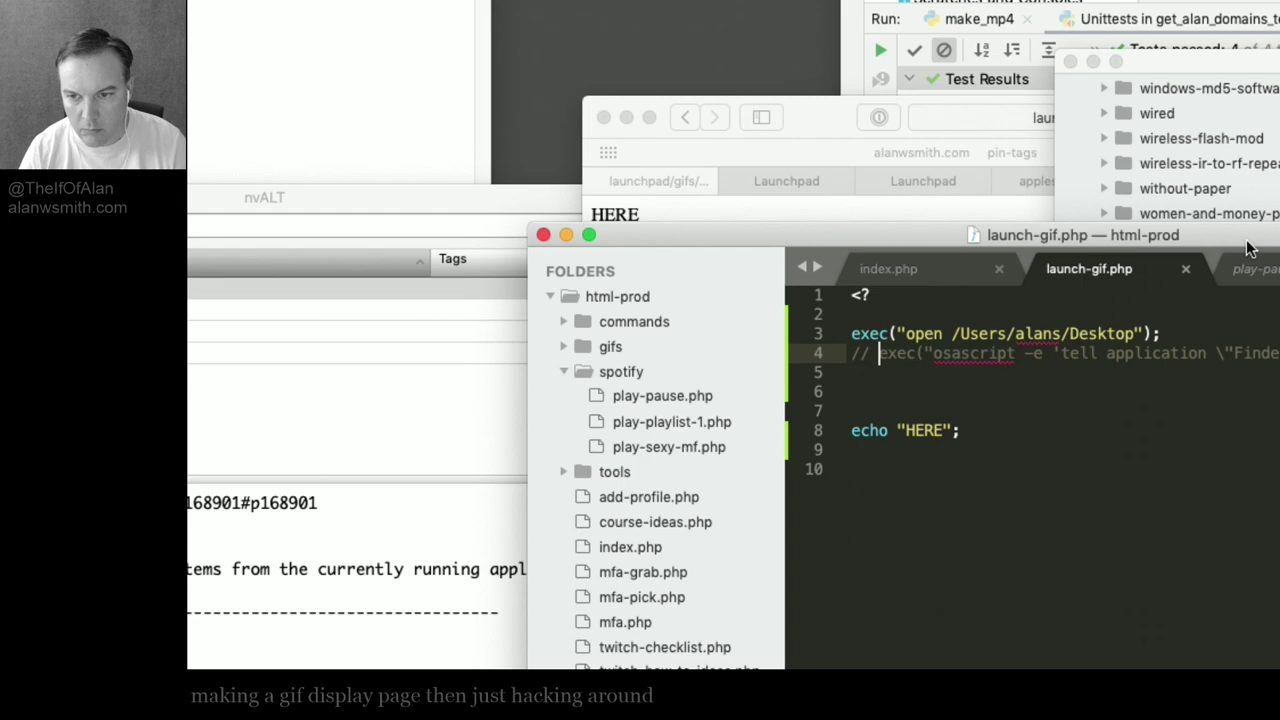 @TheIfOfAlan
alanwsmith.com
nvALT
Tags
168901#p168901
tems from the currently running appl
----------------------------------------
Run: make_mp4 Unittests in get_alan_domains_to
Test Results
alanwsmith.com pin-tags
launchpad/gifs/... Launchpad Launchpad apples
HERE
windows-md5-softwa
wired
wireless-flash-mod
wireless-ir-to-rf-repea
without-paper
women-and-money-p
launch-gif.php — html-prod
FOLDERS
html-prod
commands
gifs
spotify
play-pause.php
play-playlist-1.php
play-sexy-mf.php
tools
add-profile.php
course-ideas.php
index.php
mfa-grab.php
mfa-pick.php
mfa.php
twitch-checklist.php
index.php launch-gif.php play-pau
1 <?
2
3 exec("open /Users/alans/Desktop");
4 // exec("osascript -e 'tell application \"Finde
5
6
7
8 echo "HERE";
9
10
making a gif display page then just hacking around